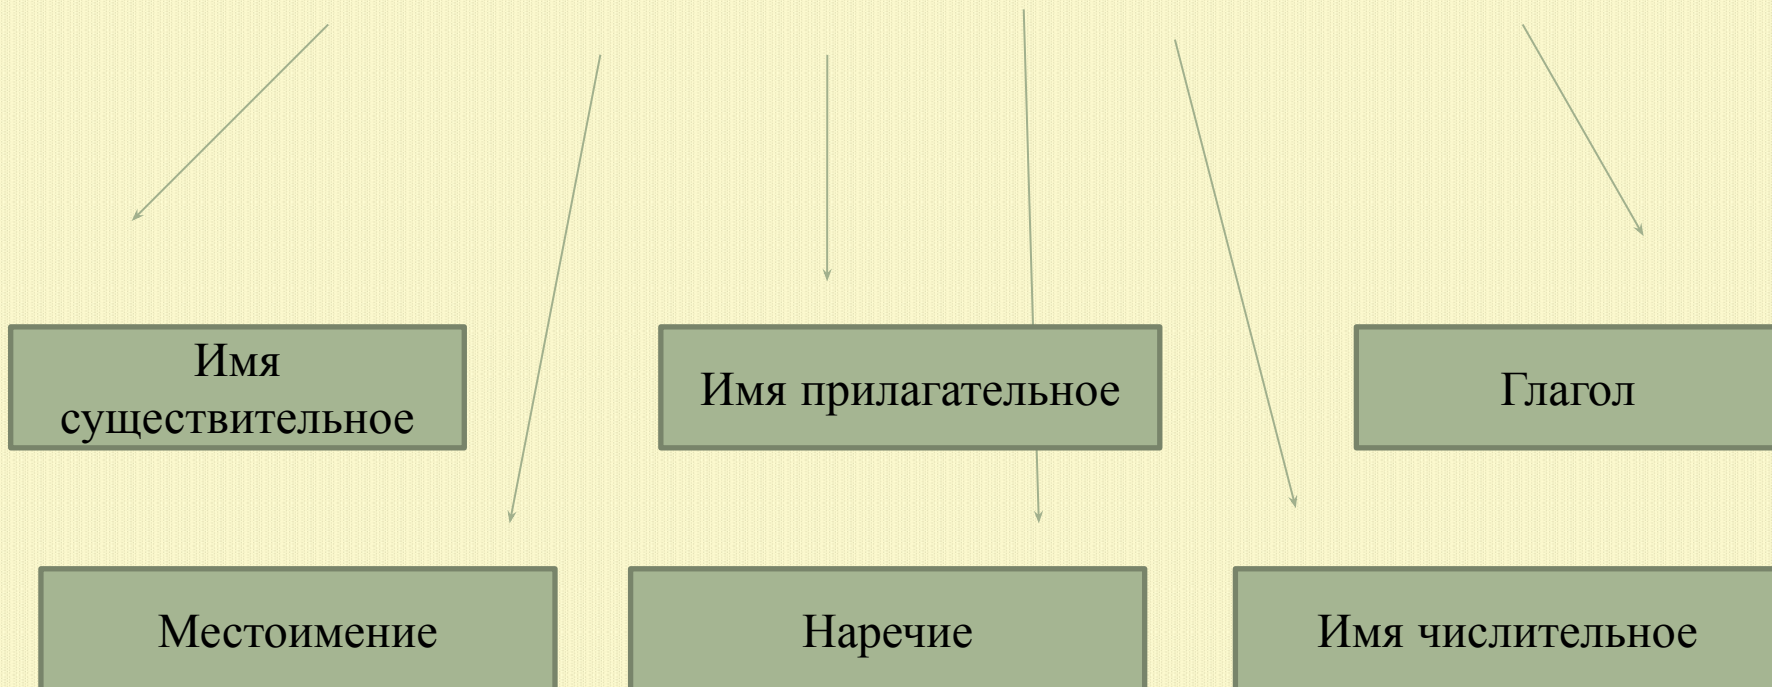 Имя
существительное
Имя прилагательное
Глагол
Местоимение
Наречие
Имя числительное